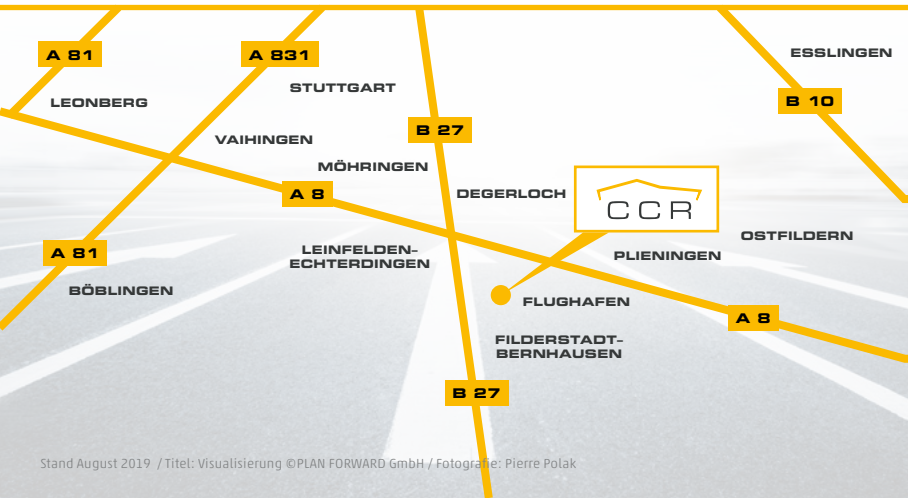 A 81
A 831
ESSLINGEN
STUTTGART
LEONBERG
B 10
B 27
VAIHINGEN
MÖHRINGEN
A 8
DEGERLOCH
CCR
OSTFILDERN
A 81
LEINFELDEN-
ECHTERDINGEN
PLIENINGEN
BÖBLINGEN
FLUGHAFEN
A 8
FILDERSTADT-
BERNHAUSEN
B 27
Stand August 2019 / Titel: Visualisierung ©PLAN FORWARD GmbH / Fotografie: Pierre Polak